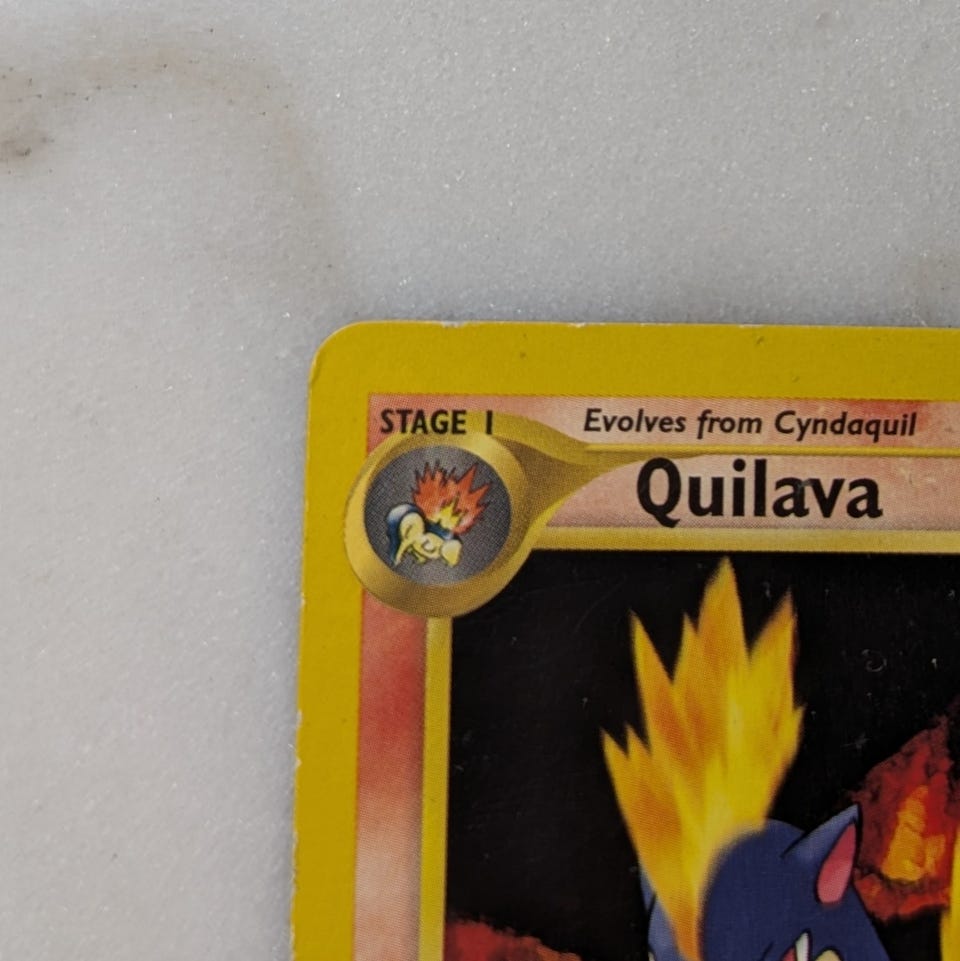 STAGE 1
Evolves from Cyndaquil
Quilava